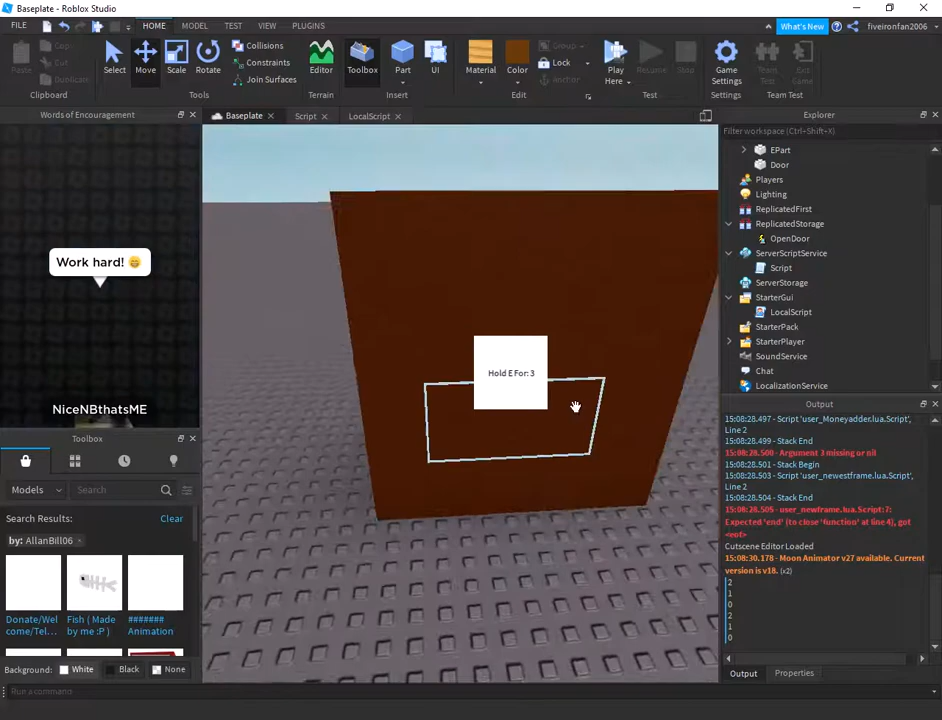 Baseplate - Roblox Studio
FILE
HOME
MODEL
TEST
VIEW
PLUGINS
What's New
fiveironfan2006
Paste
Copy
Cut
Duplicate
Clipboard
Select
Move
Scale
Rotate
Collisions
Constraints
Join Surfaces
Tools
Editor
Terrain
Toolbox
Part
UI
Insert
Material
Color
Group
Lock
Anchor
Edit
Play Here
Resume
Stop
Test
Game Settings
Settings
Team Test
Exit Game
Team Test
Words of Encouragement
Baseplate
Script
LocalScript
Explorer
Filter workspace (Ctrl+Shift+X)
EPart
Door
Players
Lighting
ReplicatedFirst
ReplicatedStorage
OpenDoor
ServerScriptService
Script
ServerStorage
StarterGui
LocalScript
StarterPack
StarterPlayer
SoundService
Chat
LocalizationService
Work hard! 😁
NiceNBthatsME
Hold E For: 3
Toolbox
Models
Search
Search Results:
Clear
by: AllanBill06
Donate/Wel
come/Tel...
Fish ( Made
by me :P )
#######
Animation
Background:
White
Black
None
Output
15:08:28.497 - Script 'user_Moneyadder.lua.Script',
Line 2
15:08:28.499 - Stack End
15:08:28.500 - Argument 3 missing or nil
15:08:28.501 - Stack Begin
15:08:28.503 - Script 'user_newestframe.lua.Script',
Line 2
15:08:28.504 - Stack End
15:08:28.505 - user_newframe.lua.Script:7:
Expected 'end' (to close 'function' at line 4), got
<eof>
Cutscene Editor Loaded
15:08:30.178 - Moon Animator v27 available. Current
version is v18. (x2)
2
1
0
2
1
0
Output
Properties
Run a command